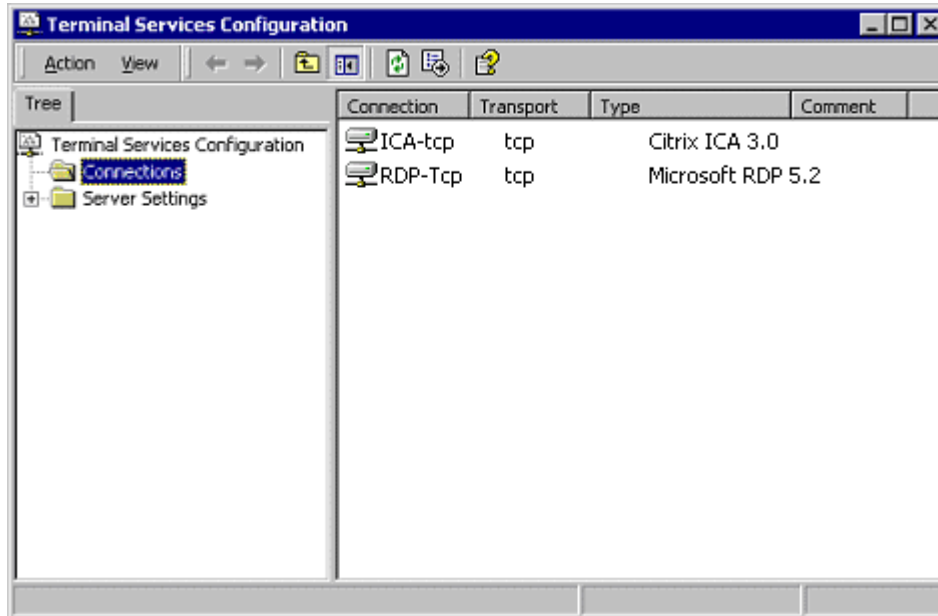 Terminal Services Configuration
Action View
Tree
Terminal Services Configuration
Connections
Server Settings
Connection Transport Type Comment
ICA-tcp tcp Citrix ICA 3.0
RDP-Tcp tcp Microsoft RDP 5.2